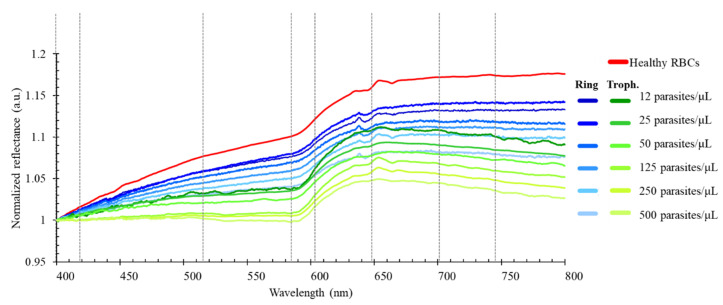 1.2
1.15
1.1
1.05
1
0.95
Normalized reflectance (a.u.)
400 450 500 550 600 650 700 750 800
Wavelength (nm)
Healthy RBCs
Ring Troph.
12 parasites/μL
25 parasites/μL
50 parasites/μL
125 parasites/μL
250 parasites/μL
500 parasites/μL